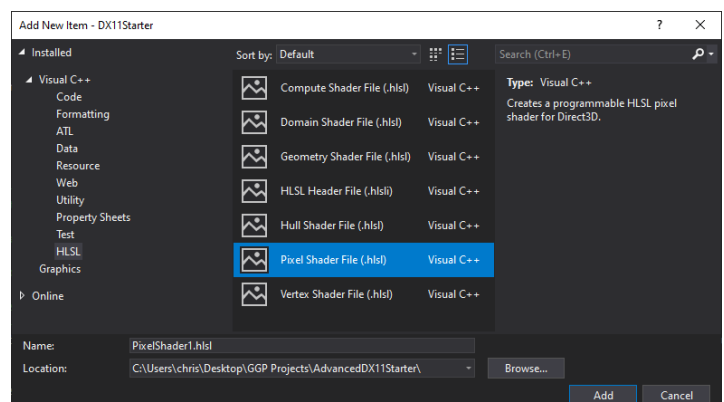 Add New Item - DX11Starter
? ×
Installed
Sort by: Default
Search (Ctrl+E)
Visual C++
Code
Formatting
ATL
Data
Resource
Web
Utility
Property Sheets
Test
HLSL
Graphics
Online
Compute Shader File (.hlsl) Visual C++
Domain Shader File (.hlsl) Visual C++
Geometry Shader File (.hlsl) Visual C++
HLSL Header File (.hlsli) Visual C++
Hull Shader File (.hlsl) Visual C++
Pixel Shader File (.hlsl) Visual C++
Vertex Shader File (.hlsl) Visual C++
Type: Visual C++
Creates a programmable HLSL pixel
shader for Direct3D.
Name: PixelShader1.hlsl
Location: C:\Users\chris\Desktop\GGP Projects\AdvancedDX11Starter\ Browse...
Add Cancel